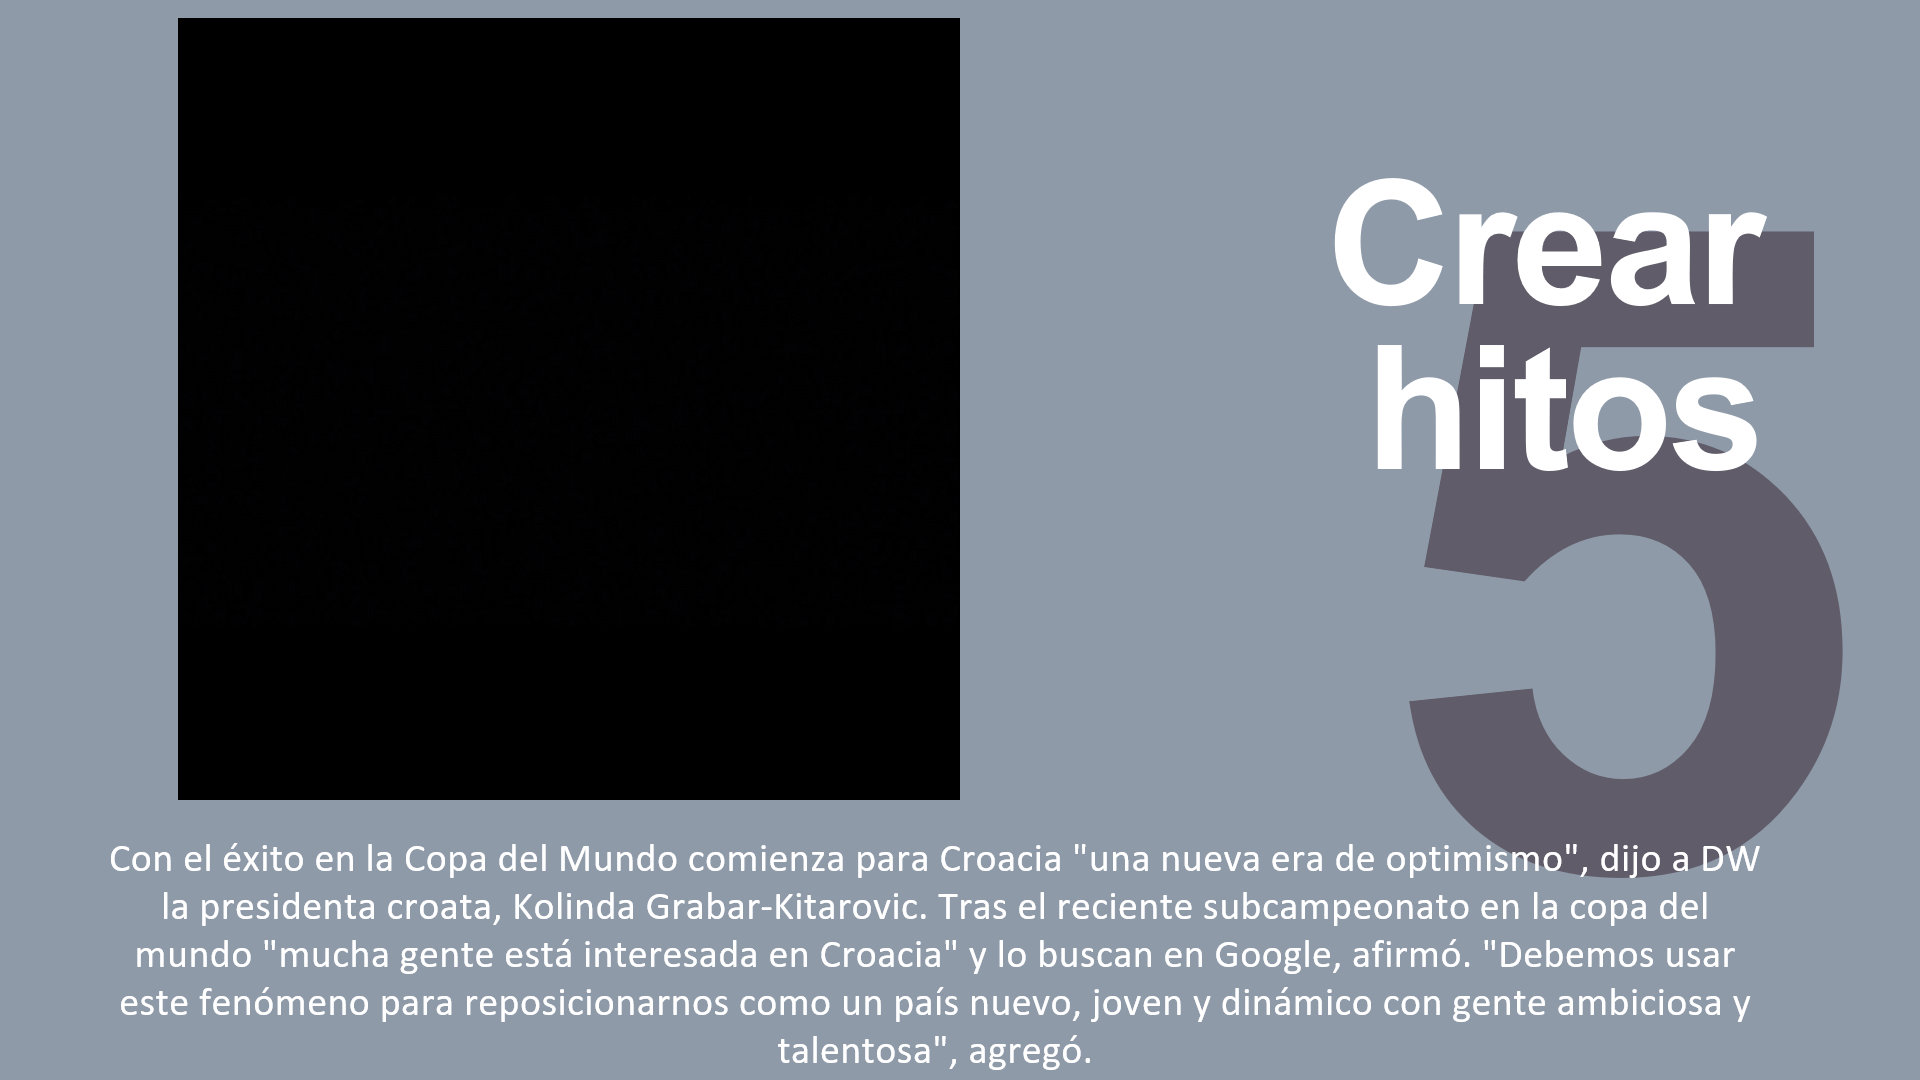 Crear
hitos
5
Con el éxito en la Copa del Mundo comienza para Croacia "una nueva era de optimismo", dijo a DW
la presidenta croata, Kolinda Grabar-Kitarovic. Tras el reciente subcampeonato en la copa del
mundo "mucha gente está interesada en Croacia" y lo buscan en Google, afirmó. "Debemos usar
este fenómeno para reposicionarnos como un país nuevo, joven y dinámico con gente ambiciosa y
talentosa", agregó.